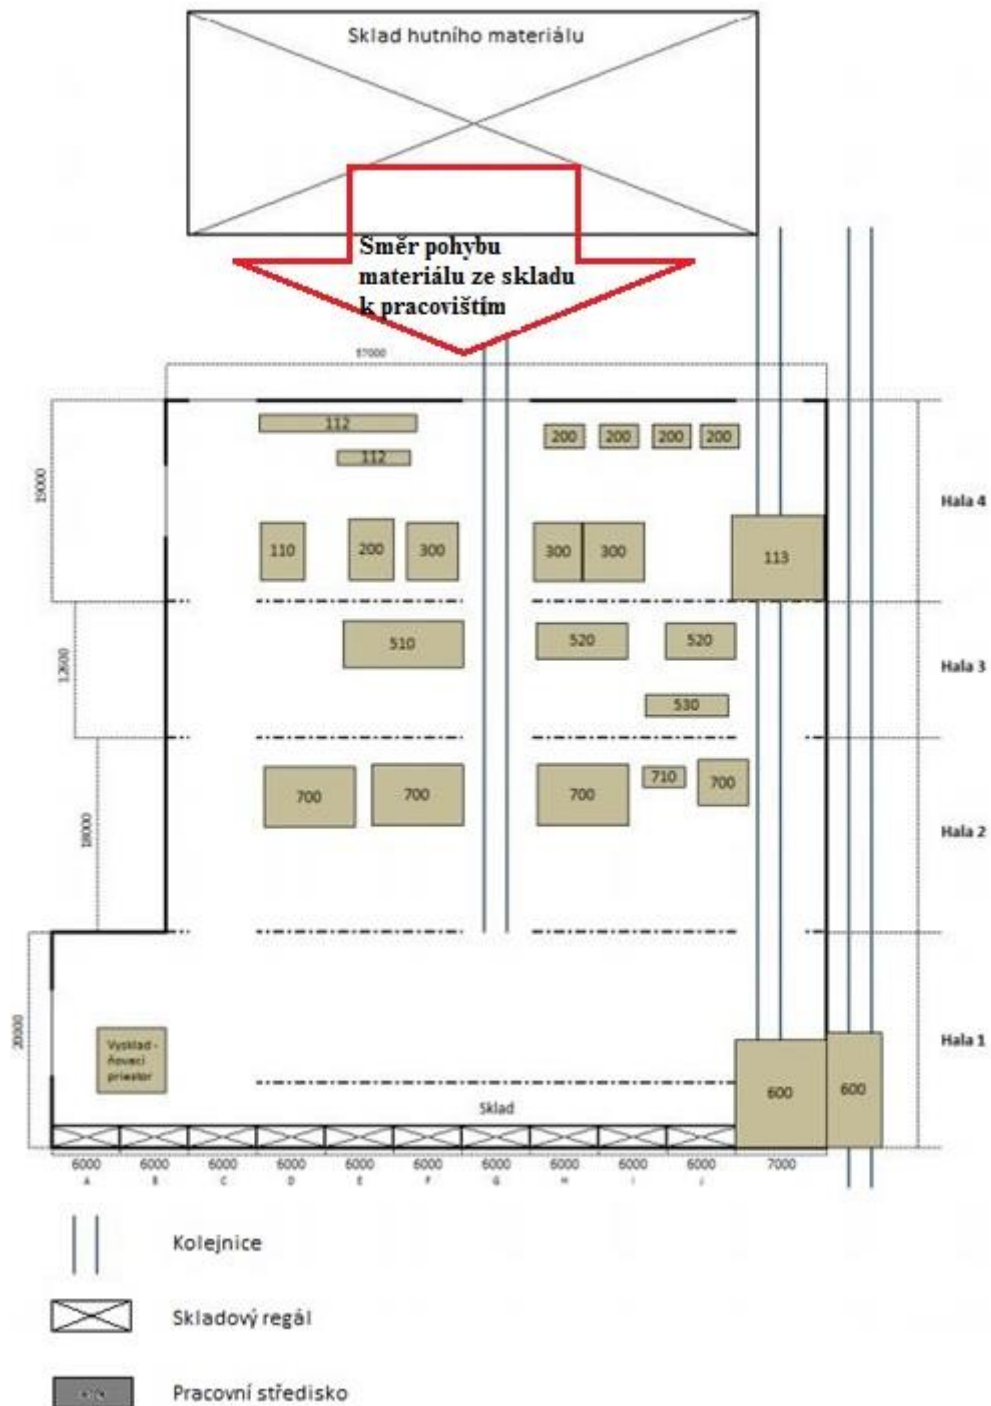 Sklad hutního materiálu
Směr pohybu
materiálu ze skladu
k pracovištím
57000
112
112
200 200 200 200
19000
Hala 4
110 200 300 300 300 113
510 520 520
12600
Hala 3
530
700 700 700 710 700
18000
Hala 2
20000
Hala 1
Vysklad -
ňovací
priestor
600 600
Sklad
6000 6000 6000 6000 6000 6000 6000 6000 6000 6000 7000
A B C D E F G H I J
Kolejnice
Skladový regál
Pracovní středisko